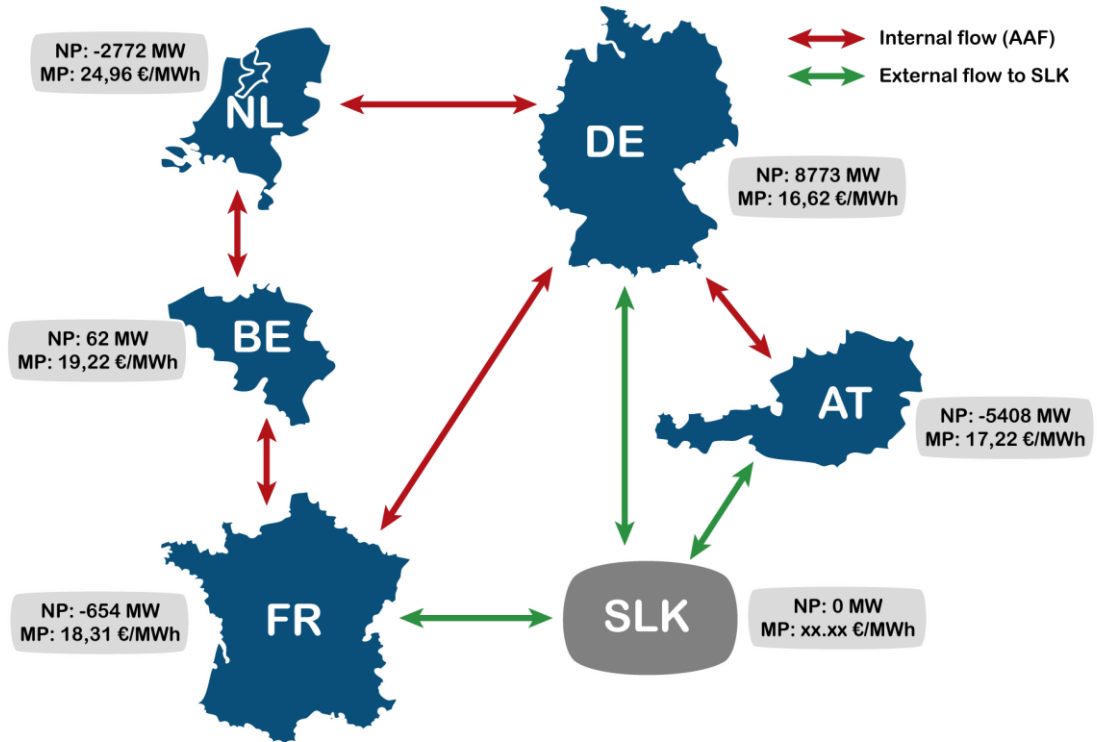 NP: -2772 MW
MP: 24,96 €/MWh
NL
DE
Internal flow (AAF)
External flow to SLK
NP: 8773 MW
MP: 16,62 €/MWh
NP: 62 MW
MP: 19,22 €/MWh
BE
AT
NP: -5408 MW
MP: 17,22 €/MWh
NP: -654 MW
MP: 18,31 €/MWh
FR
SLK
NP: 0 MW
MP: xx.xx €/MWh